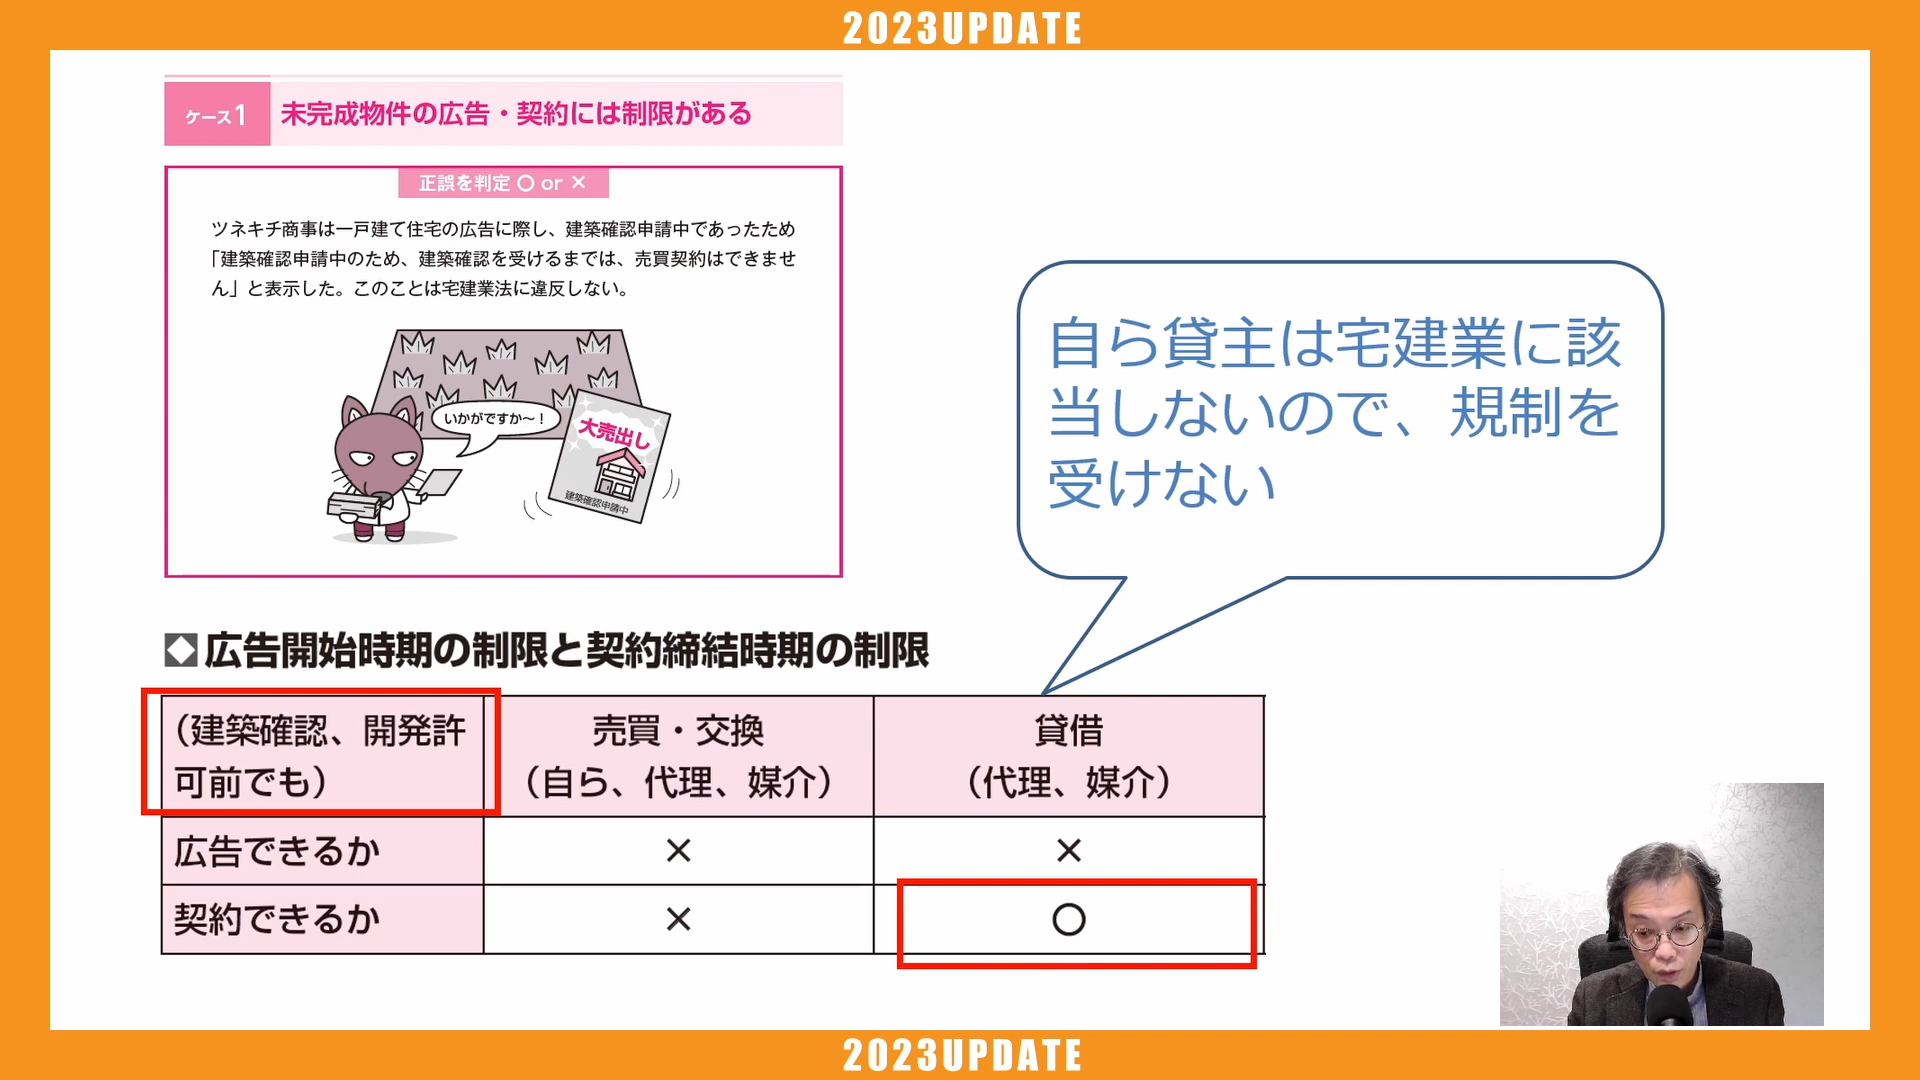 2023UPDATE
ケース1 未完成物件の広告・契約には制限がある
正誤を判定 〇 or ×
ツネキチ商事は一戸建て住宅の広告に際し、建築確認申請中であったため
「建築確認申請中のため、建築確認を受けるまでは、売買契約はできませ
ん」と表示した。このことは宅建業法に違反しない。
いかがですか〜！
大売出し
建築確認申請中
自ら貸主は宅建業に該
当しないので、規制を
受けない
◆広告開始時期の制限と契約締結時期の制限
（建築確認、開発許
可前でも）
売買・交換
（自ら、代理、媒介）
貸借
（代理、媒介）
広告できるか × ×
契約できるか × 〇
2023UPDATE